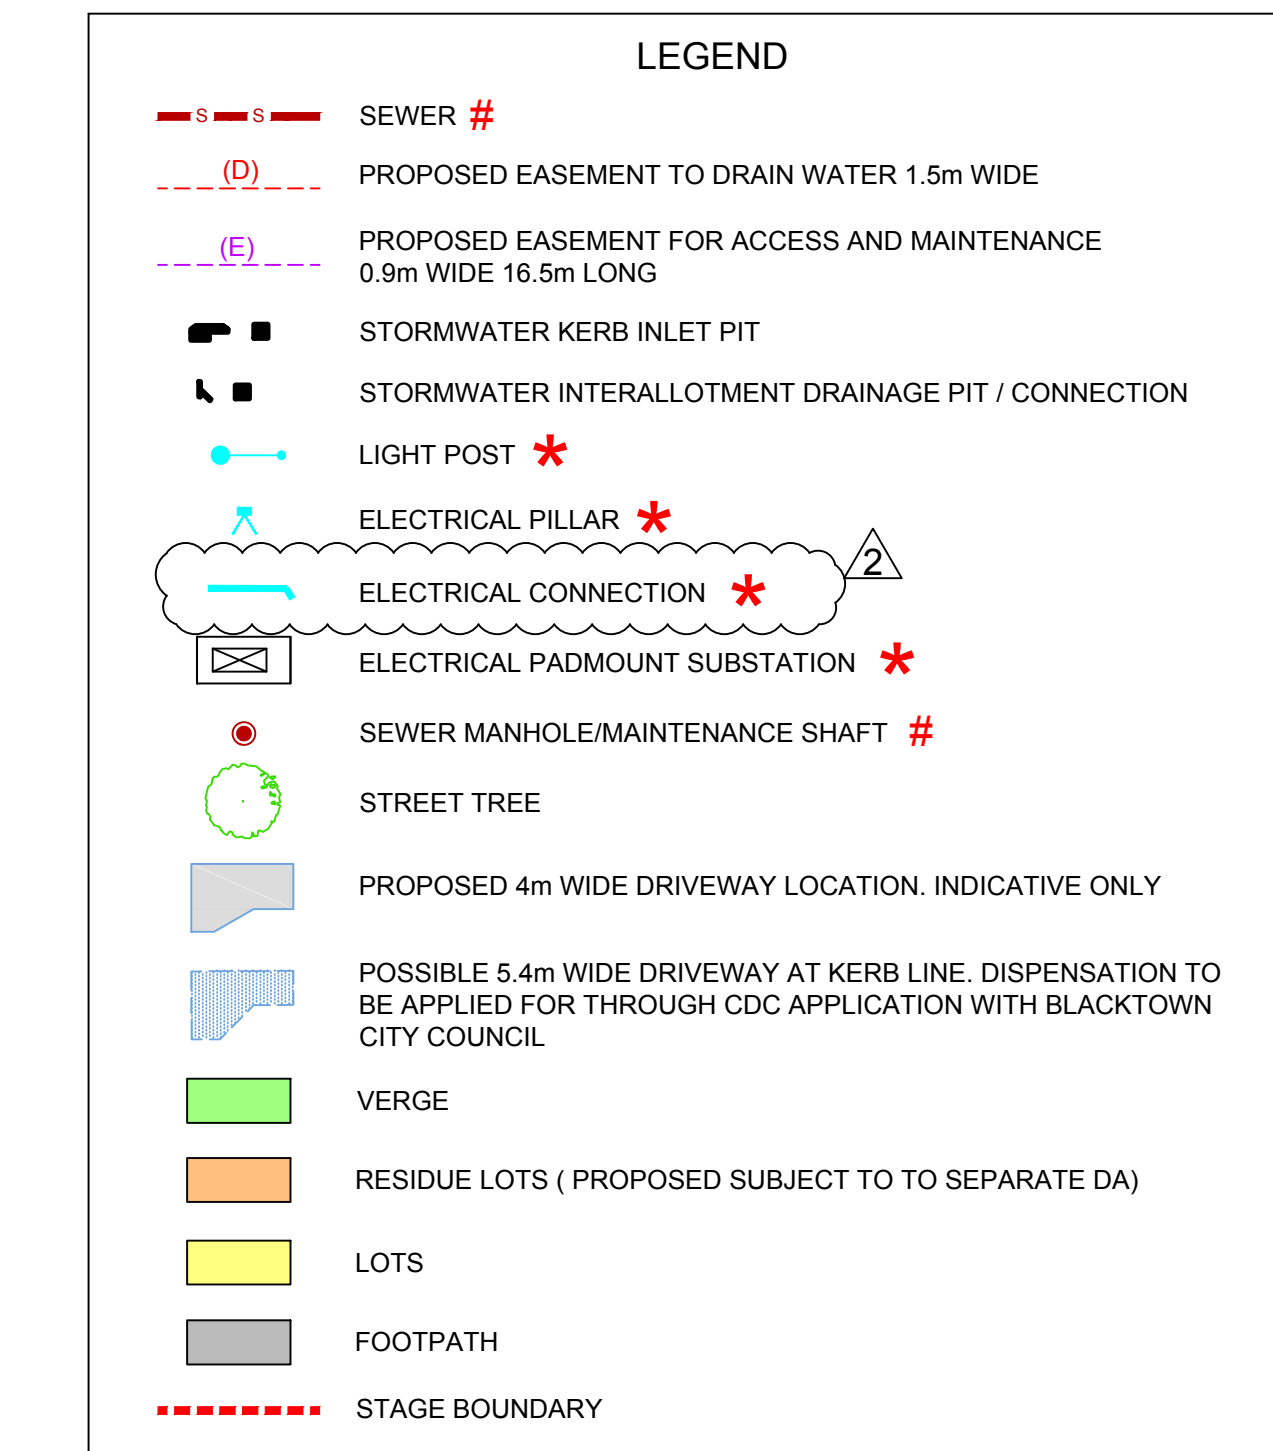 LEGEND
S S SEWER #
(D) PROPOSED EASEMENT TO DRAIN WATER 1.5m WIDE
(E) PROPOSED EASEMENT FOR ACCESS AND MAINTENANCE
0.9m WIDE 16.5m LONG
STORMWATER KERB INLET PIT
STORMWATER INTERALLOTMENT DRAINAGE PIT / CONNECTION
LIGHT POST *
ELECTRICAL PILLAR *
2
ELECTRICAL CONNECTION *
ELECTRICAL PADMOUNT SUBSTATION *
SEWER MANHOLE/MAINTENANCE SHAFT #
STREET TREE
PROPOSED 4m WIDE DRIVEWAY LOCATION. INDICATIVE ONLY
POSSIBLE 5.4m WIDE DRIVEWAY AT KERB LINE. DISPENSATION TO
BE APPLIED FOR THROUGH CDC APPLICATION WITH BLACKTOWN
CITY COUNCIL
VERGE
RESIDUE LOTS ( PROPOSED SUBJECT TO TO SEPARATE DA)
LOTS
FOOTPATH
STAGE BOUNDARY